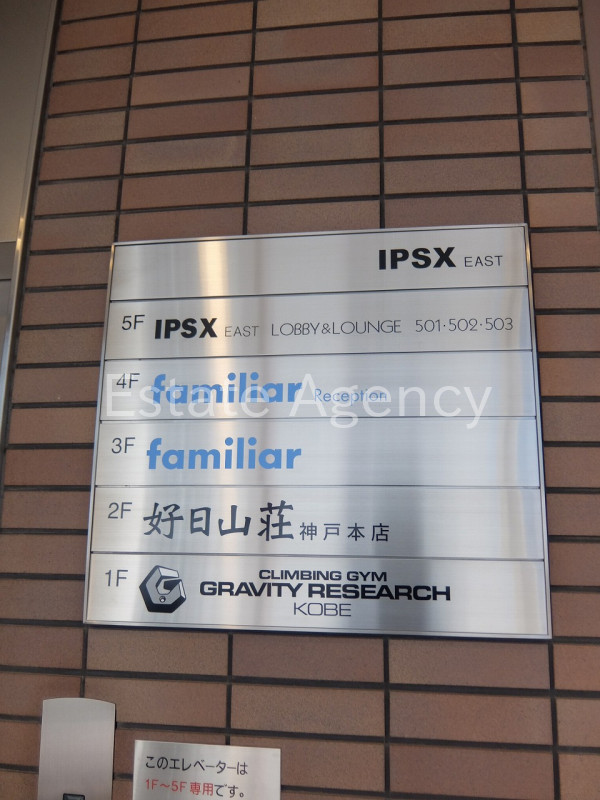 IPSX EAST
5F IPSX EAST LOBBY&LOUNGE 501·502·503
4F familiar Reception
Estate Agency
3F familiar
2F 好日山荘 神戸本店
1F CLIMBING GYM
GRAVITY RESEARCH
KOBE
このエレベーターは
1F～5F専用です。